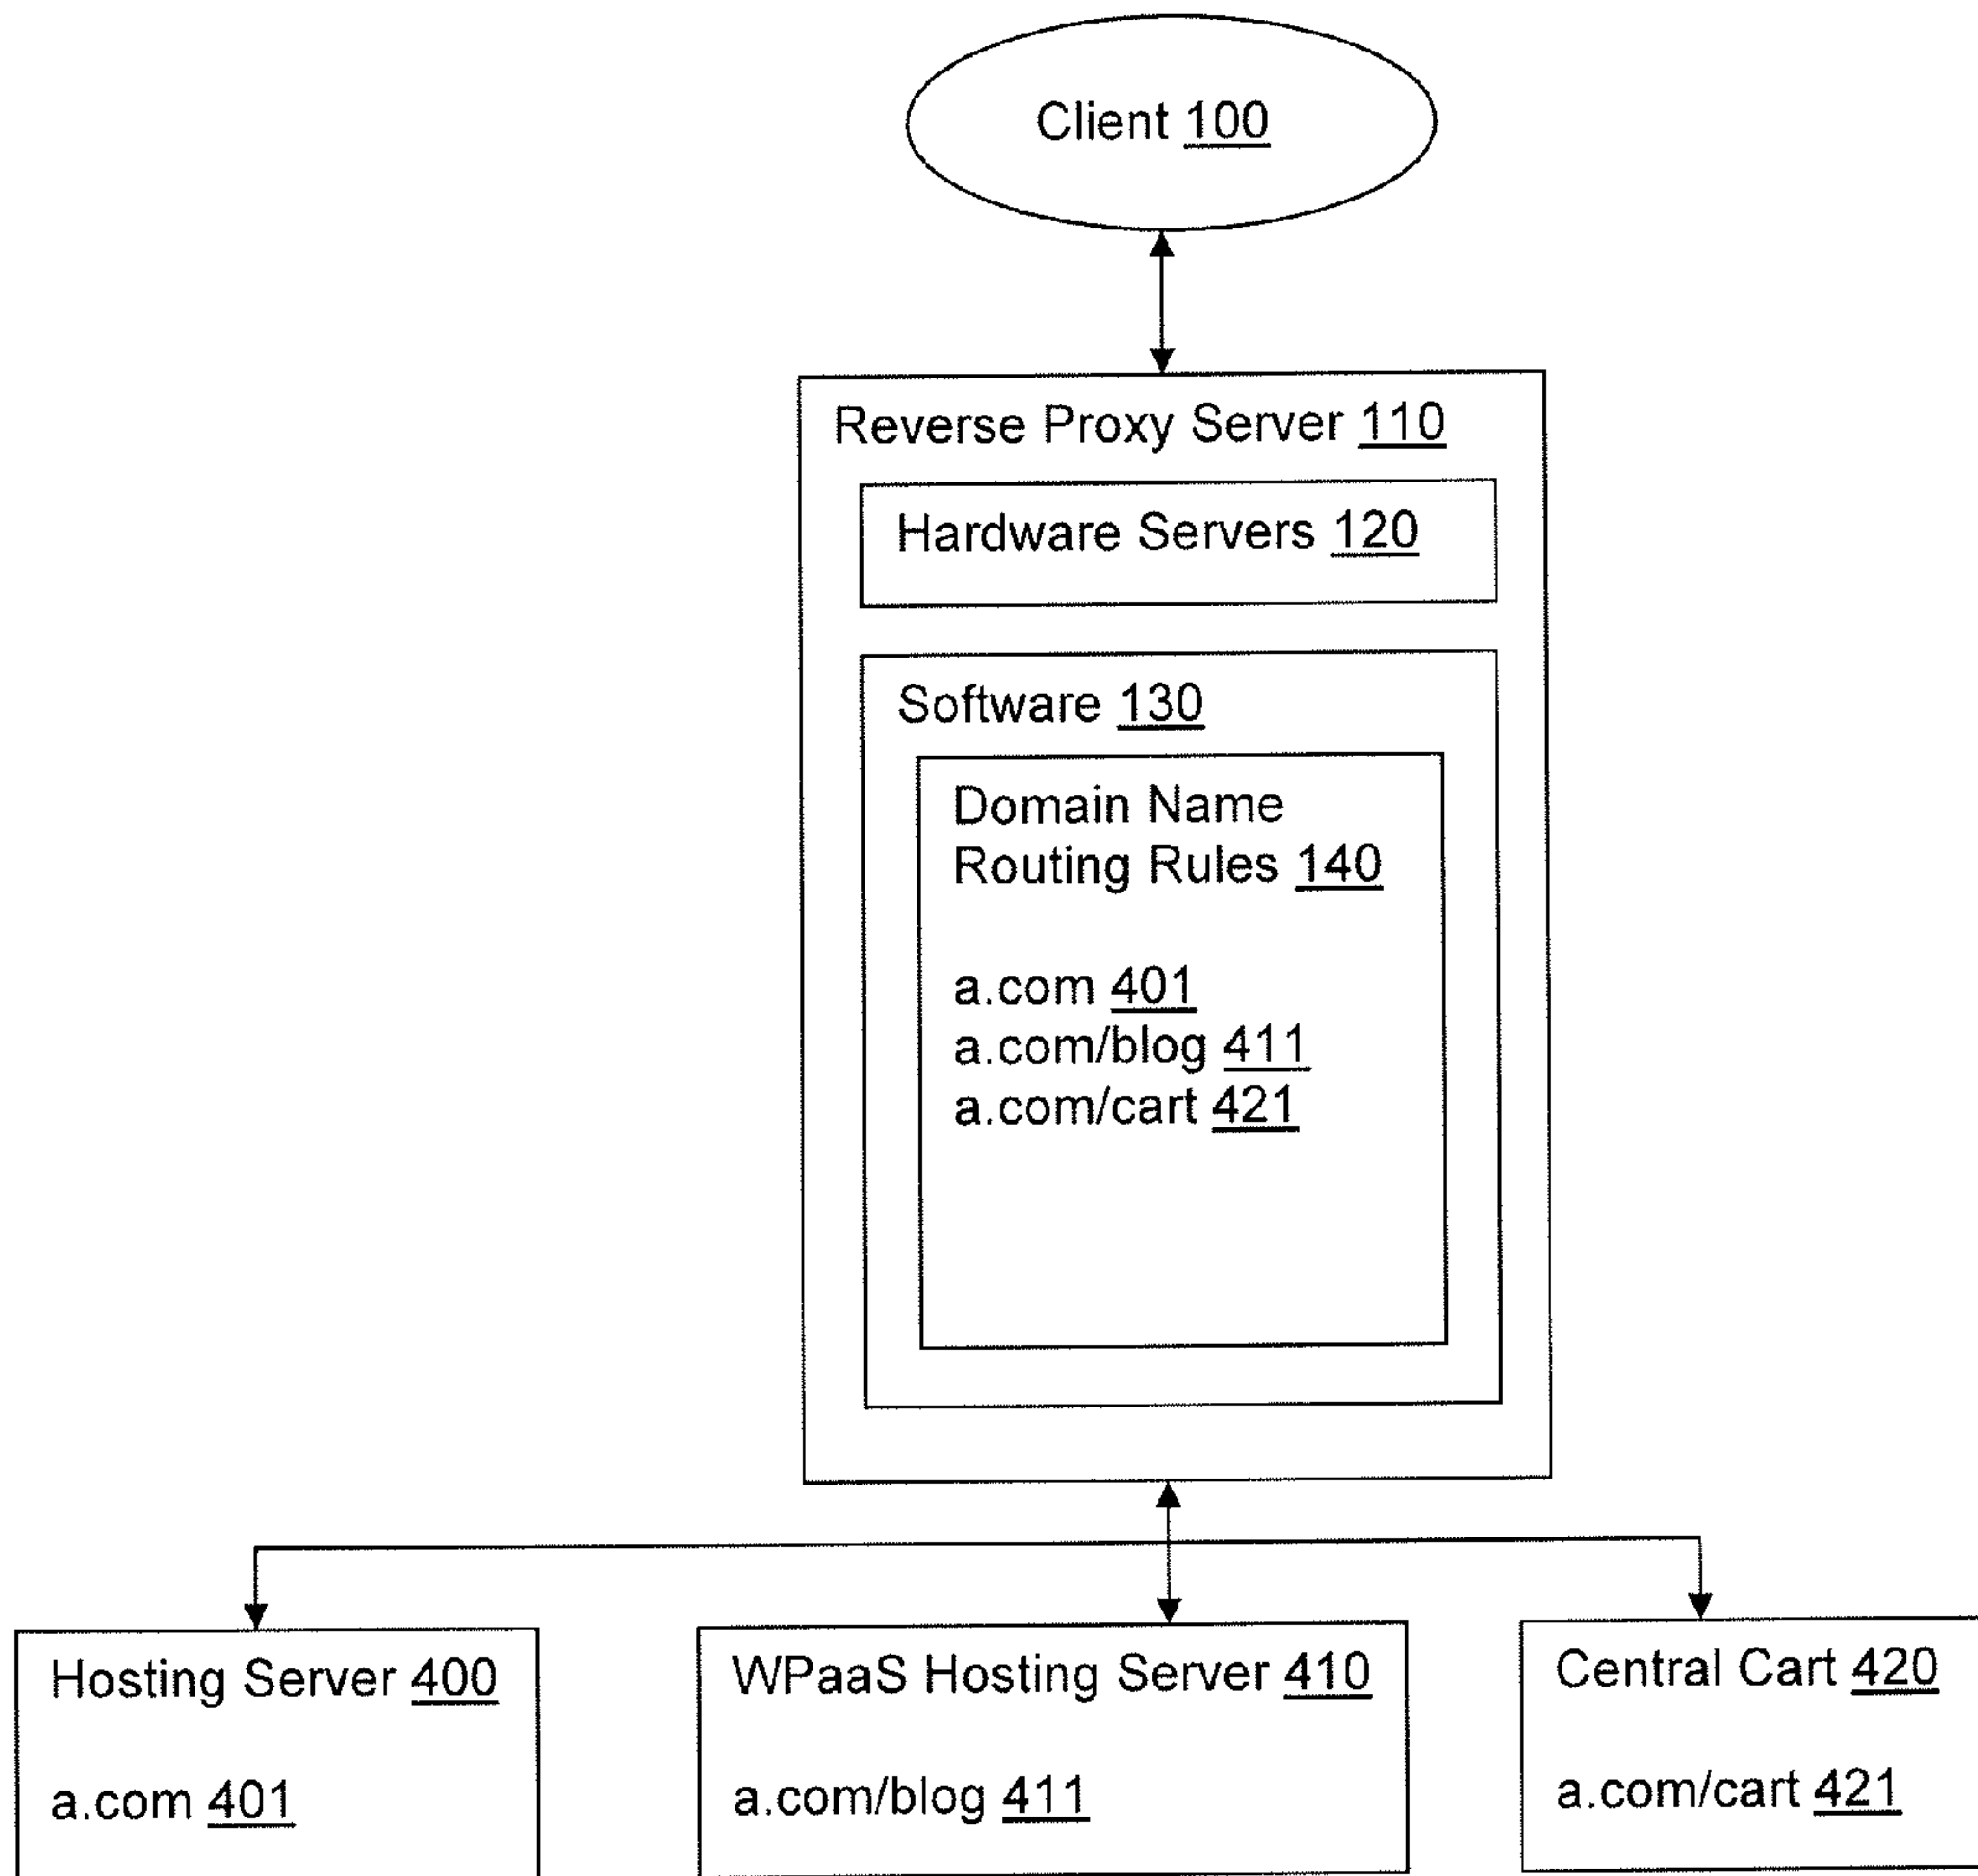 Client 100
Reverse Proxy Server 110
Hardware Servers 120
Software 130
Domain Name
Routing Rules 140
a.com 401
a.com/blog 411
a.com/cart 421
Hosting Server 400
a.com 401
WPaaS Hosting Server 410
a.com/blog 411
Central Cart 420
a.com/cart 421